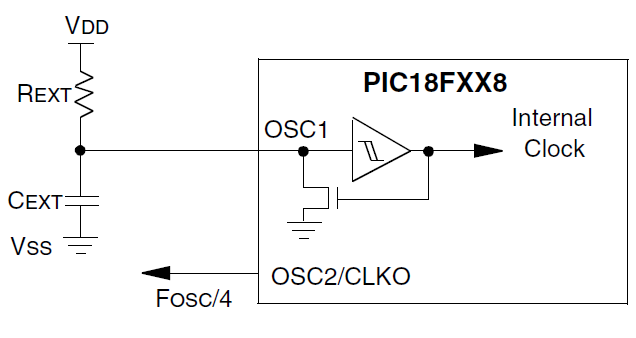 VDD
REXT
CEXT
VSS
PIC18FXX8
OSC1
Internal
Clock
OSC2/CLKO
FOSC/4